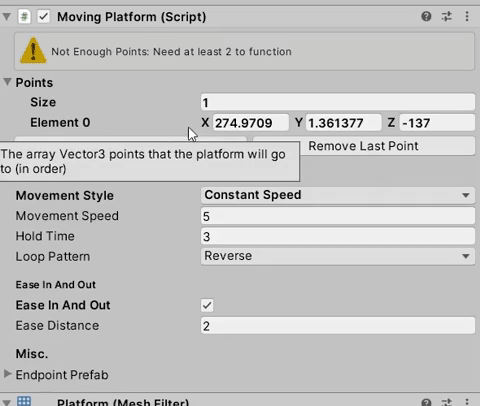 Moving Platform (Script)
Not Enough Points: Need at least 2 to function
Points
Size 1
Element 0 X 274.9709 Y 1.361377 Z -137
Remove Last Point
The array Vector3 points that the platform will go
to (in order)
Movement Style Constant Speed
Movement Speed 5
Hold Time 3
Loop Pattern Reverse
Ease In And Out
Ease In And Out
Ease Distance 2
Misc.
Endpoint Prefab
Platform (Mesh Filter)